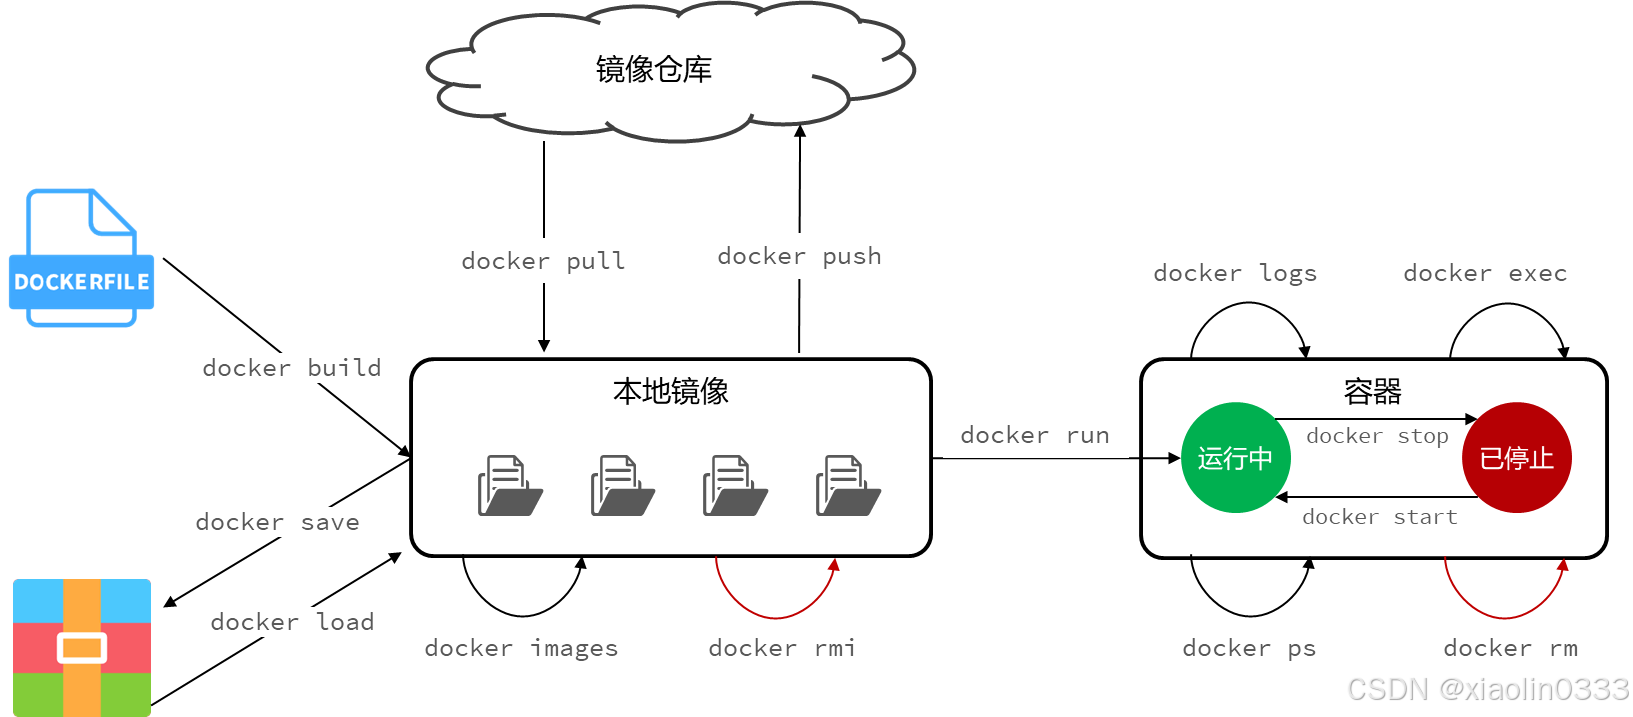 镜像仓库
docker pull
docker push
DOCKERFILE
docker build
docker logs
docker exec
本地镜像
容器
docker run
运行中
docker stop
已停止
docker start
docker save
docker load
docker images
docker rmi
docker ps
docker rm
CSDN @xiaolin0333